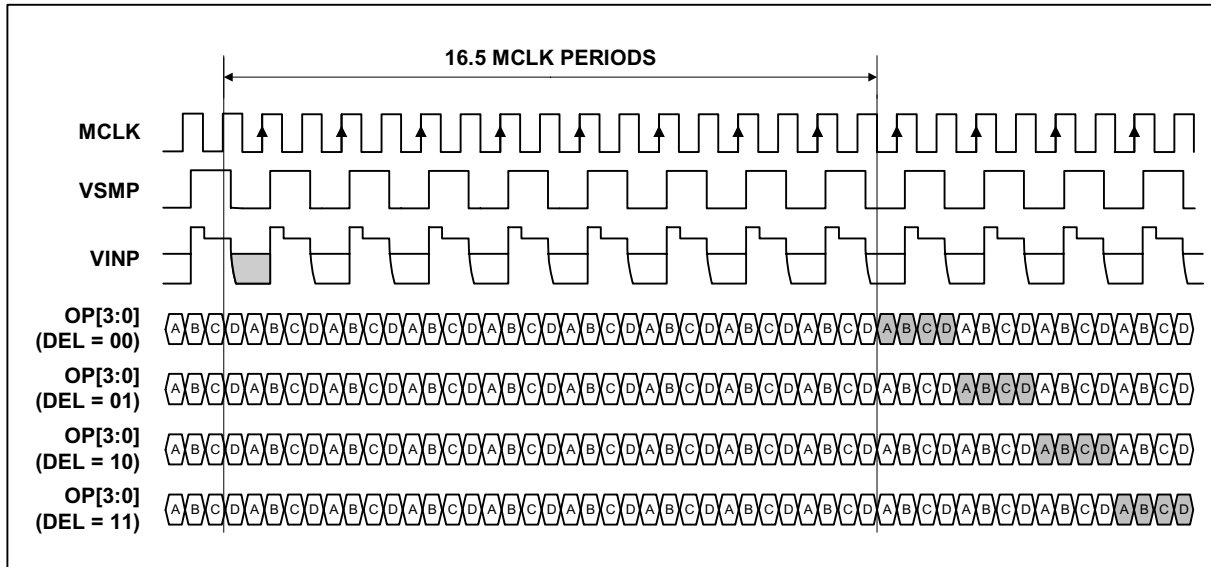 16.5 MCLK PERIODS
MCLK
VSMP
VINP
OP[3:0]
(DEL = 00)
A B C D A B C D A B C D A B C D A B C D A B C D A B C D A B C D A B C D A B C D A B C D A B C D A B C D
OP[3:0]
(DEL = 01)
A B C D A B C D A B C D A B C D A B C D A B C D A B C D A B C D A B C D A B C D A B C D A B C D A B C D
OP[3:0]
(DEL = 10)
A B C D A B C D A B C D A B C D A B C D A B C D A B C D A B C D A B C D A B C D A B C D A B C D A B C D
OP[3:0]
(DEL = 11)
A B C D A B C D A B C D A B C D A B C D A B C D A B C D A B C D A B C D A B C D A B C D A B C D A B C D